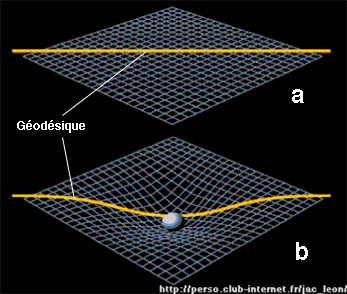 a
Géodésique
b
http://perso.club-internet.fr/jac_leon/